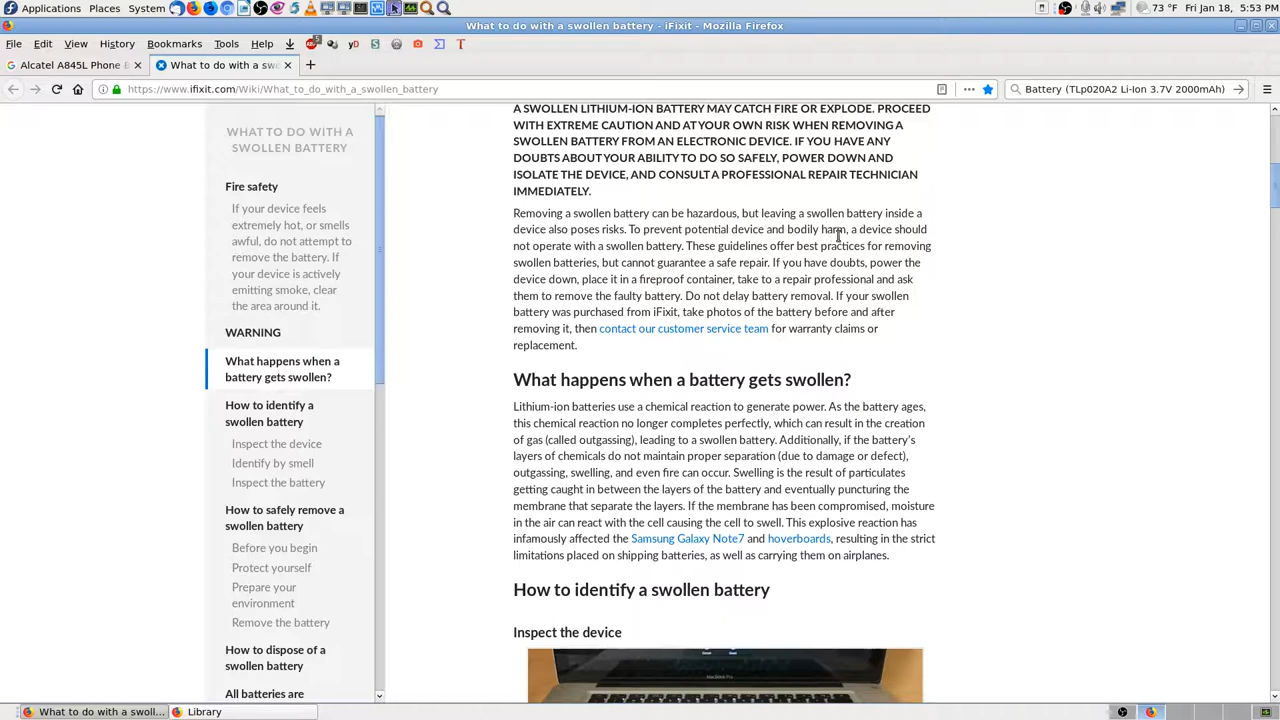 Applications Places System 73 °F Fri Jan 18, 5:53 PM
What to do with a swollen battery - iFixit - Mozilla Firefox
File Edit View History Bookmarks Tools Help
Alcatel A845L Phone B
What to do with a swo
https://www.ifixit.com/Wiki/What_to_do_with_a_swollen_battery
Battery (TLp020A2 Li-Ion 3.7V 2000mAh)
WHAT TO DO WITH A
SWOLLEN BATTERY
Fire safety
If your device feels
extremely hot, or smells
awful, do not attempt to
remove the battery. If
your device is actively
emitting smoke, clear
the area around it.
WARNING
What happens when a
battery gets swollen?
How to identify a
swollen battery
Inspect the device
Identify by smell
Inspect the battery
How to safely remove a
swollen battery
Before you begin
Protect yourself
Prepare your
environment
Remove the battery
How to dispose of a
swollen battery
All batteries are
A SWOLLEN LITHIUM-ION BATTERY MAY CATCH FIRE OR EXPLODE. PROCEED
WITH EXTREME CAUTION AND AT YOUR OWN RISK WHEN REMOVING A
SWOLLEN BATTERY FROM AN ELECTRONIC DEVICE. IF YOU HAVE ANY
DOUBTS ABOUT YOUR ABILITY TO DO SO SAFELY, POWER DOWN AND
ISOLATE THE DEVICE, AND CONSULT A PROFESSIONAL REPAIR TECHNICIAN
IMMEDIATELY.
Removing a swollen battery can be hazardous, but leaving a swollen battery inside a
device also poses risks. To prevent potential device and bodily harm, a device should
not operate with a swollen battery. These guidelines offer best practices for removing
swollen batteries, but cannot guarantee a safe repair. If you have doubts, power the
device down, place it in a fireproof container, take to a repair professional and ask
them to remove the faulty battery. Do not delay battery removal. If your swollen
battery was purchased from iFixit, take photos of the battery before and after
removing it, then contact our customer service team for warranty claims or
replacement.
What happens when a battery gets swollen?
Lithium-ion batteries use a chemical reaction to generate power. As the battery ages,
this chemical reaction no longer completes perfectly, which can result in the creation
of gas (called outgassing), leading to a swollen battery. Additionally, if the battery's
layers of chemicals do not maintain proper separation (due to damage or defect),
outgassing, swelling, and even fire can occur. Swelling is the result of particulates
getting caught in between the layers of the battery and eventually puncturing the
membrane that separate the layers. If the membrane has been compromised, moisture
in the air can react with the cell causing the cell to swell. This explosive reaction has
infamously affected the Samsung Galaxy Note7 and hoverboards, resulting in the strict
limitations placed on shipping batteries, as well as carrying them on airplanes.
How to identify a swollen battery
Inspect the device
MacBook Pro
What to do with a swoll...
Library